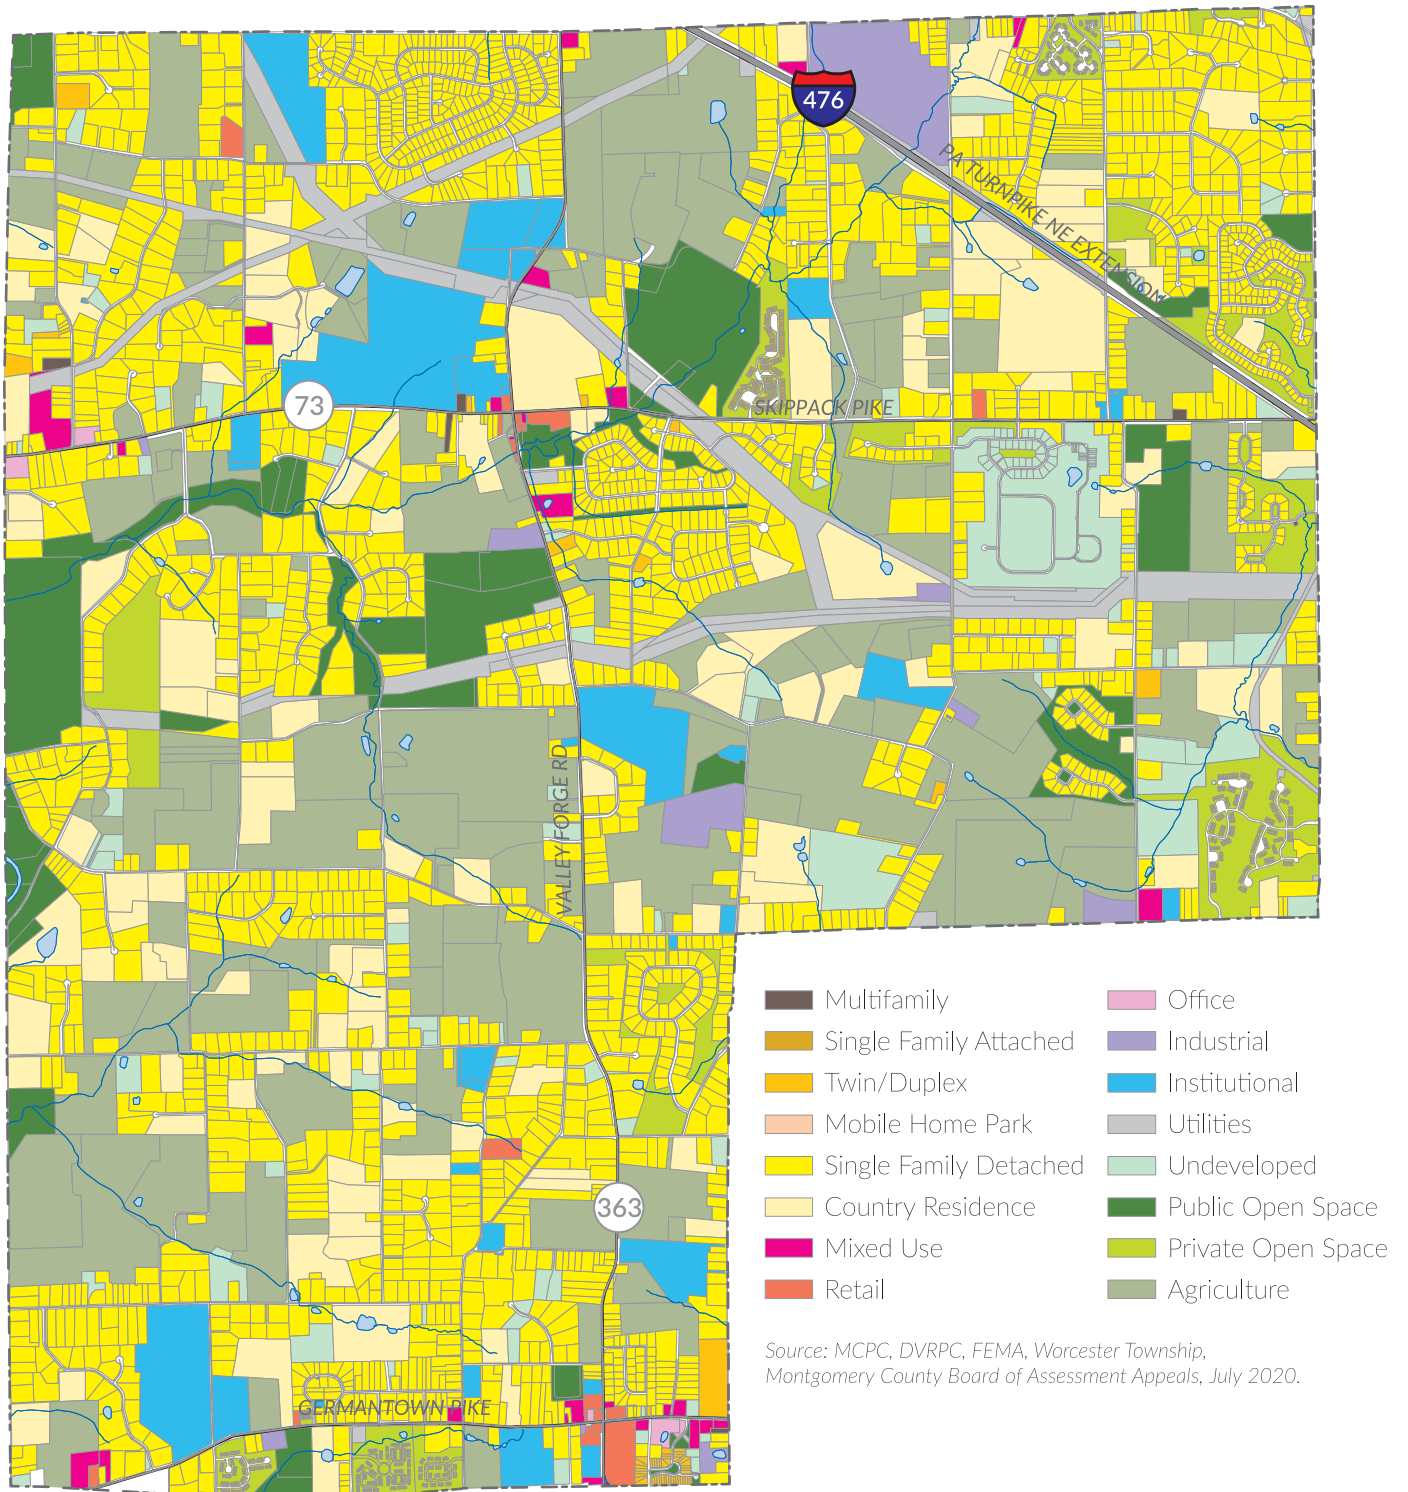 476
PA TURNPIKE NE EXTENSION
73
SKIPPACK PIKE
VALLEY FORGE RD
363
GERMANTOWN PIKE
Multifamily
Single Family Attached
Twin/Duplex
Mobile Home Park
Single Family Detached
Country Residence
Mixed Use
Retail
Office
Industrial
Institutional
Utilities
Undeveloped
Public Open Space
Private Open Space
Agriculture
Source: MCPC, DVRPC, FEMA, Worcester Township,
Montgomery County Board of Assessment Appeals, July 2020.